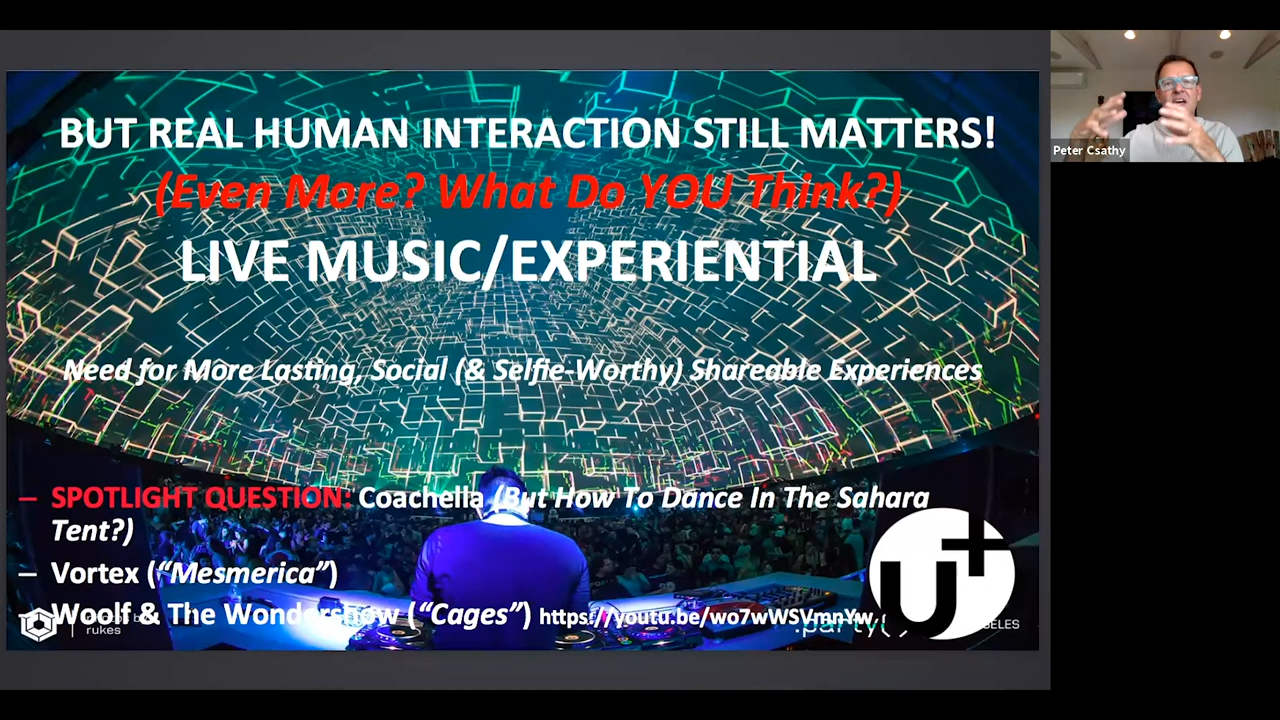 BUT REAL HUMAN INTERACTION STILL MATTERS!
(Even More? What Do YOU Think?)
LIVE MUSIC/EXPERIENTIAL
Need for More Lasting, Social (& Selfie-Worthy) Shareable Experiences
– SPOTLIGHT QUESTION: Coachella (But How To Dance In The Sahara
Tent?)
– Vortex (“Mesmerica”)
– Woolf & The Wondershow (“Cages”) https://youtu.be/wo7wWSVmnYw
rukes
.party()
U+
Peter Csathy